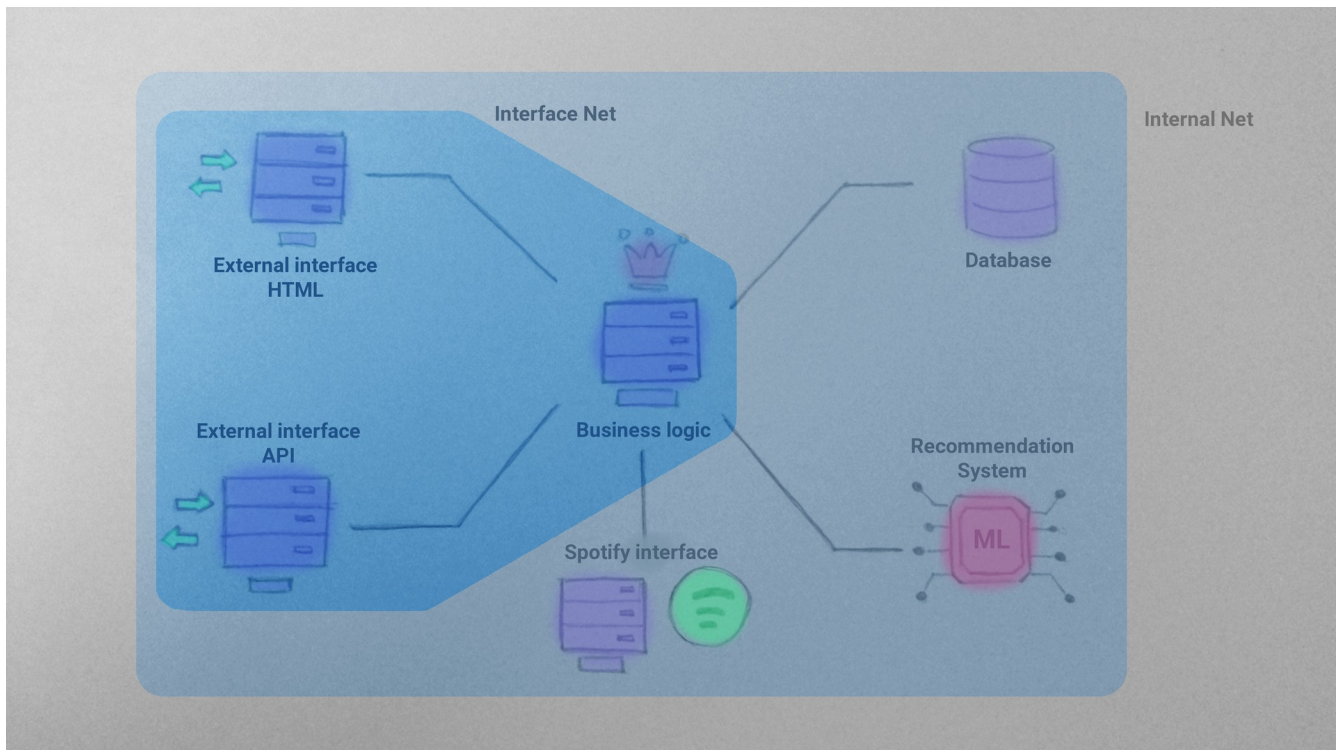 Interface Net
Internal Net
External interface
HTML
Database
External interface
API
Business logic
Recommendation
System
ML
Spotify interface